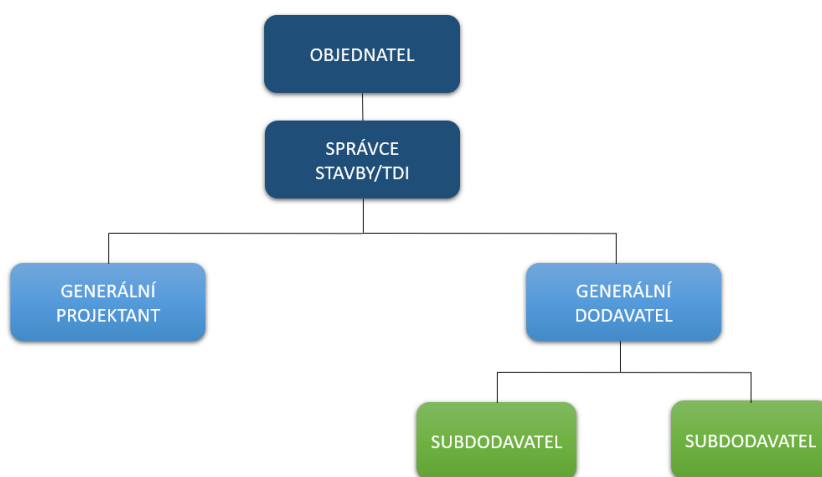 OBJEDNATEL
SPRÁVCE
STAVBY/TDI
GENERÁLNÍ
PROJEKTANT
GENERÁLNÍ
DODAVATEL
SUBDODAVATEL
SUBDODAVATEL